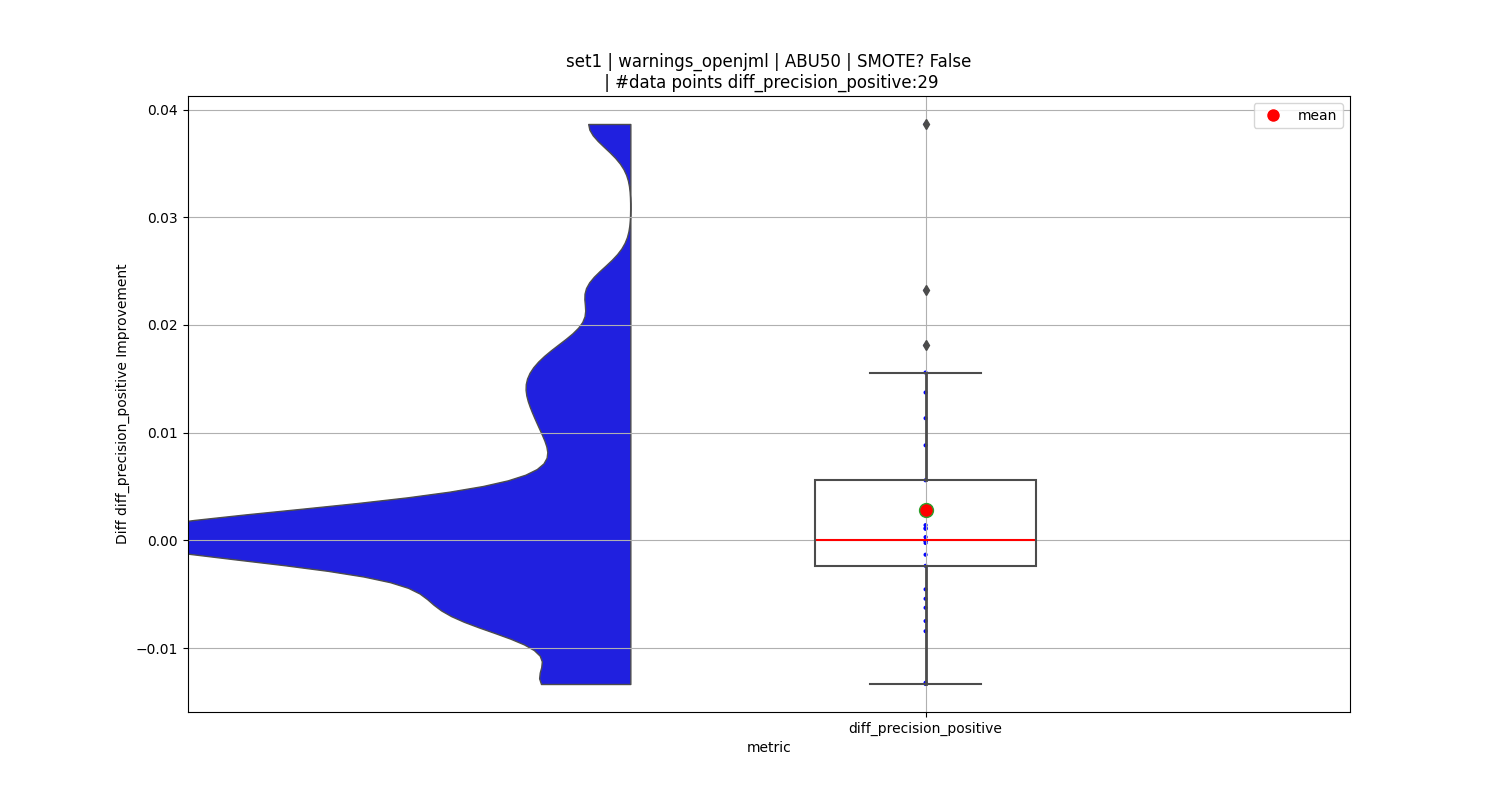 set1 | warnings_openjml | ABU50 | SMOTE? False
| #data points diff_precision_positive:29
mean
Diff diff_precision_positive Improvement
0.04
0.03
0.02
0.01
0.00
−0.01
diff_precision_positive
metric